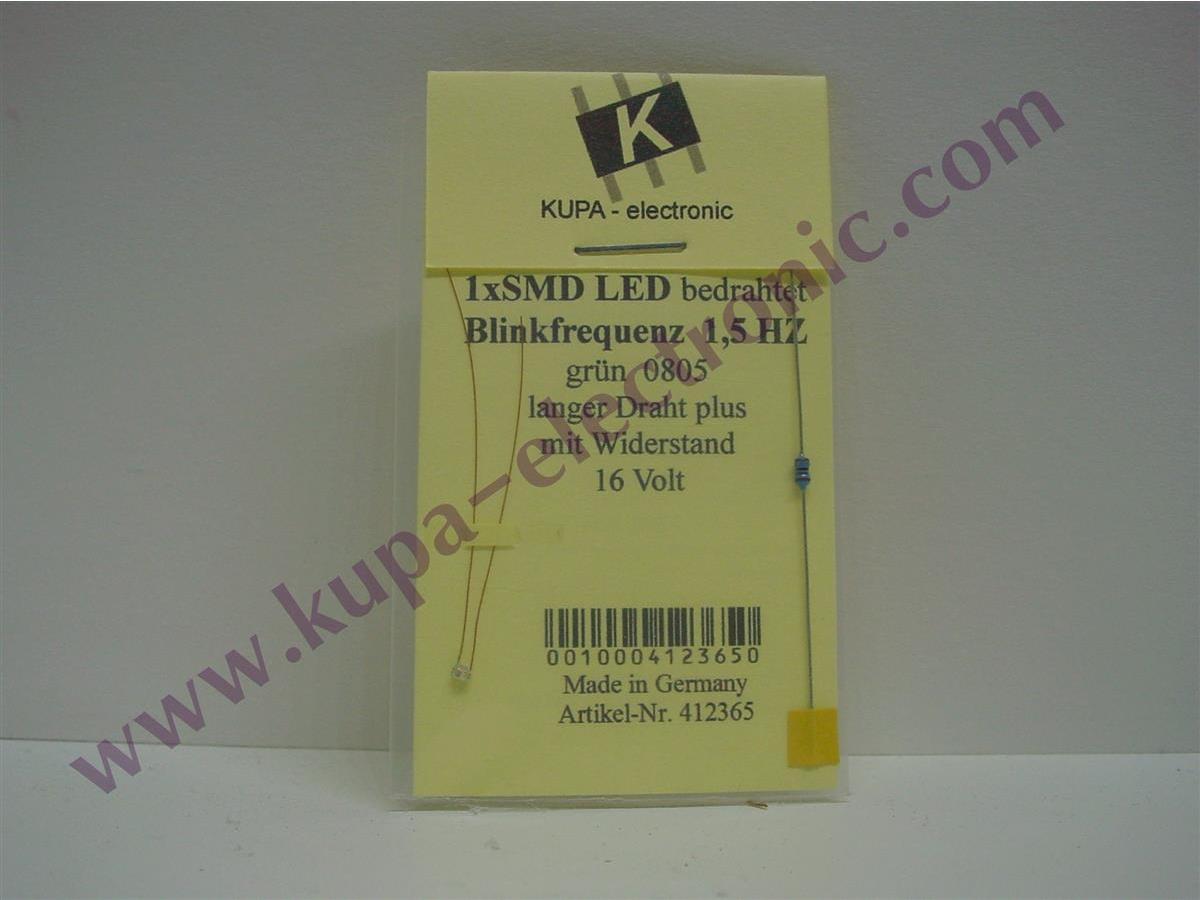 K
KUPA - electronic
1xSMD LED bedrahtet
Blinkfrequenz 1,5 HZ
grün 0805
langer Draht plus
mit Widerstand
16 Volt
0010004123650
Made in Germany
Artikel-Nr. 412365
www.kupa-electronic.com